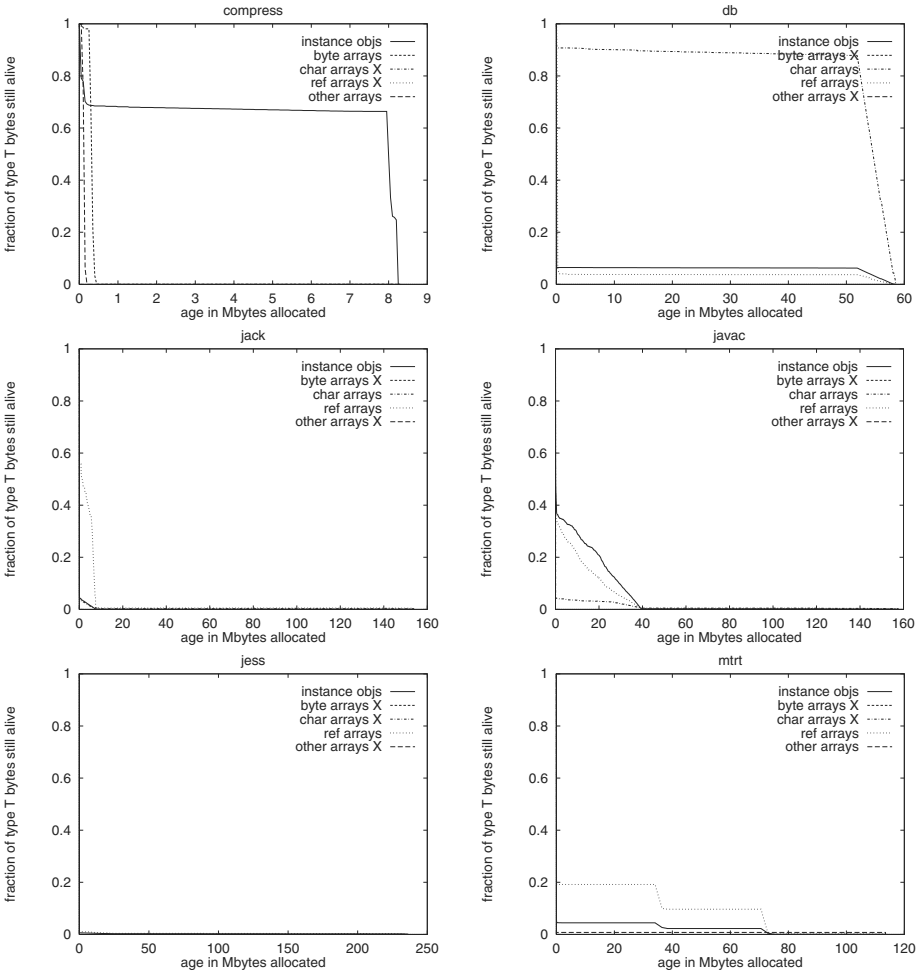 compress
fraction of type T bytes still alive
1
0.8
0.6
0.4
0.2
0
instance objs
byte arrays
char arrays X
ref arrays X
other arrays
0 1 2 3 4 5 6 7 8 9
age in Mbytes allocated
db
fraction of type T bytes still alive
1
0.8
0.6
0.4
0.2
0
instance objs
byte arrays X
char arrays
ref arrays
other arrays X
0 10 20 30 40 50 60
age in Mbytes allocated
jack
fraction of type T bytes still alive
1
0.8
0.6
0.4
0.2
0
instance objs
byte arrays X
char arrays
ref arrays
other arrays X
0 20 40 60 80 100 120 140 160
age in Mbytes allocated
javac
fraction of type T bytes still alive
1
0.8
0.6
0.4
0.2
0
instance objs
byte arrays X
char arrays
ref arrays
other arrays X
0 20 40 60 80 100 120 140 160
age in Mbytes allocated
jess
fraction of type T bytes still alive
1
0.8
0.6
0.4
0.2
0
instance objs
byte arrays X
char arrays X
ref arrays
other arrays X
0 50 100 150 200 250
age in Mbytes allocated
mtrt
fraction of type T bytes still alive
1
0.8
0.6
0.4
0.2
0
instance objs
byte arrays X
char arrays X
ref arrays
other arrays
0 20 40 60 80 100 120
age in Mbytes allocated